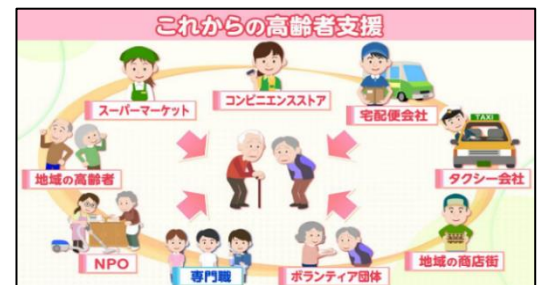 これからの高齢者支援
スーパーマーケット
コンビニエンスストア
宅配便会社
TAXI
地域の高齢者
タクシー会社
NPO
専門職
ボランティア団体
地域の商店街